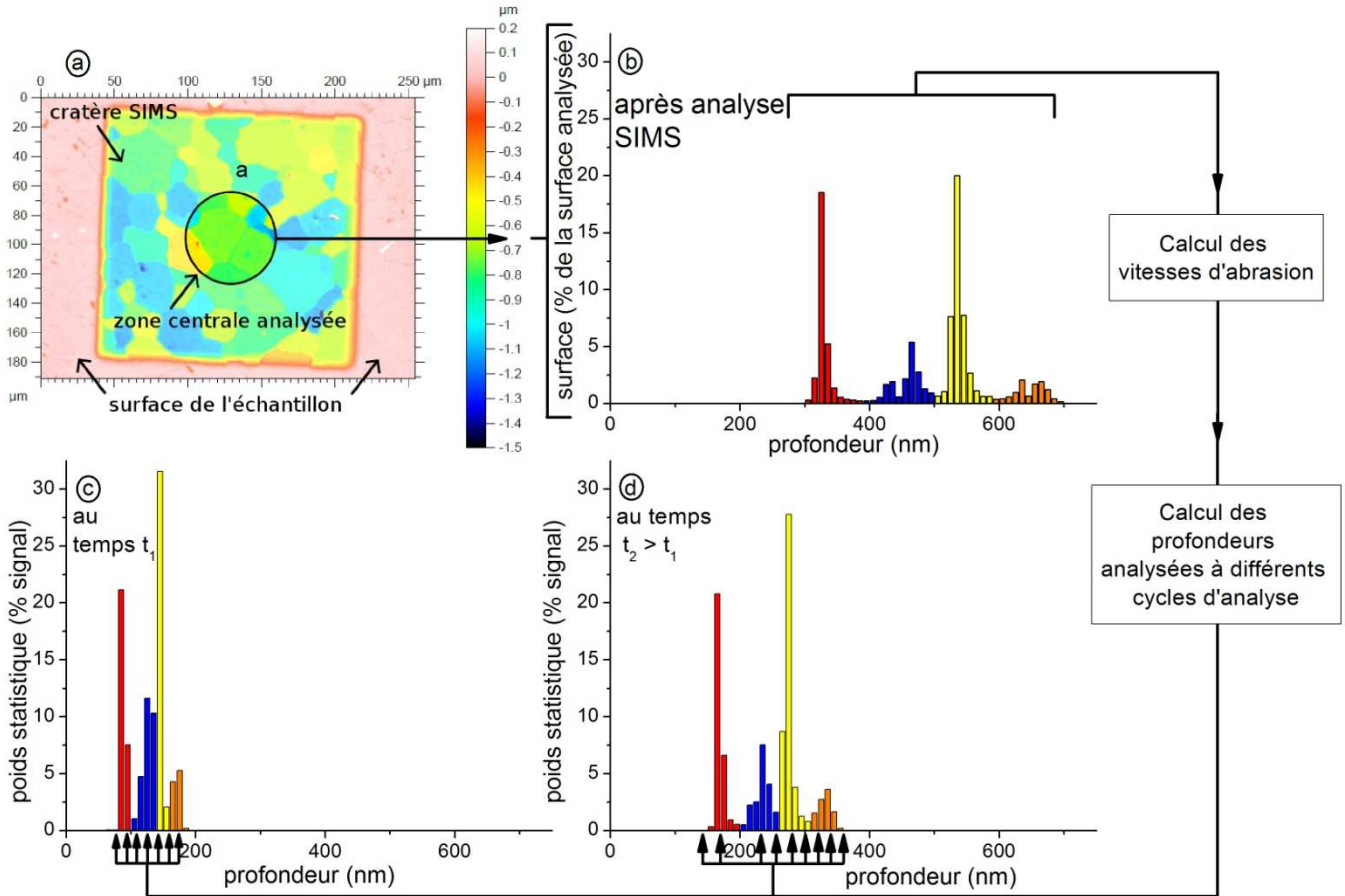 a
µm
0 50 100 150 200 250 µm
0
20
40
60
80
100
120
140
160
180
µm
cratère SIMS
a
zone centrale analysée
surface de l'échantillon
0.2
0.1
0
-0.1
-0.2
-0.3
-0.4
-0.5
-0.6
-0.7
-0.8
-0.9
-1
-1.1
-1.2
-1.3
-1.4
-1.5
surface (% de la surface analysée)
30
25
20
15
10
5
0
b
après analyse
SIMS
0 200 400 600
profondeur (nm)
Calcul des
vitesses d'abrasion
Calcul des
profondeurs
analysées à différents
cycles d'analyse
poids statistique (% signal)
30
25
20
15
10
5
0
c
au
temps t₁
0 200 400 600
profondeur (nm)
poids statistique (% signal)
30
25
20
15
10
5
0
d
au temps
t₂ > t₁
0 200 400 600
profondeur (nm)